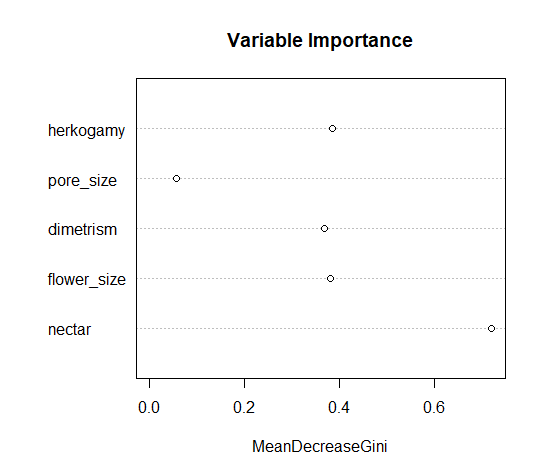 Variable Importance
herkogamy
pore_size
dimetrism
flower_size
nectar
0.0 0.2 0.4 0.6
MeanDecreaseGini